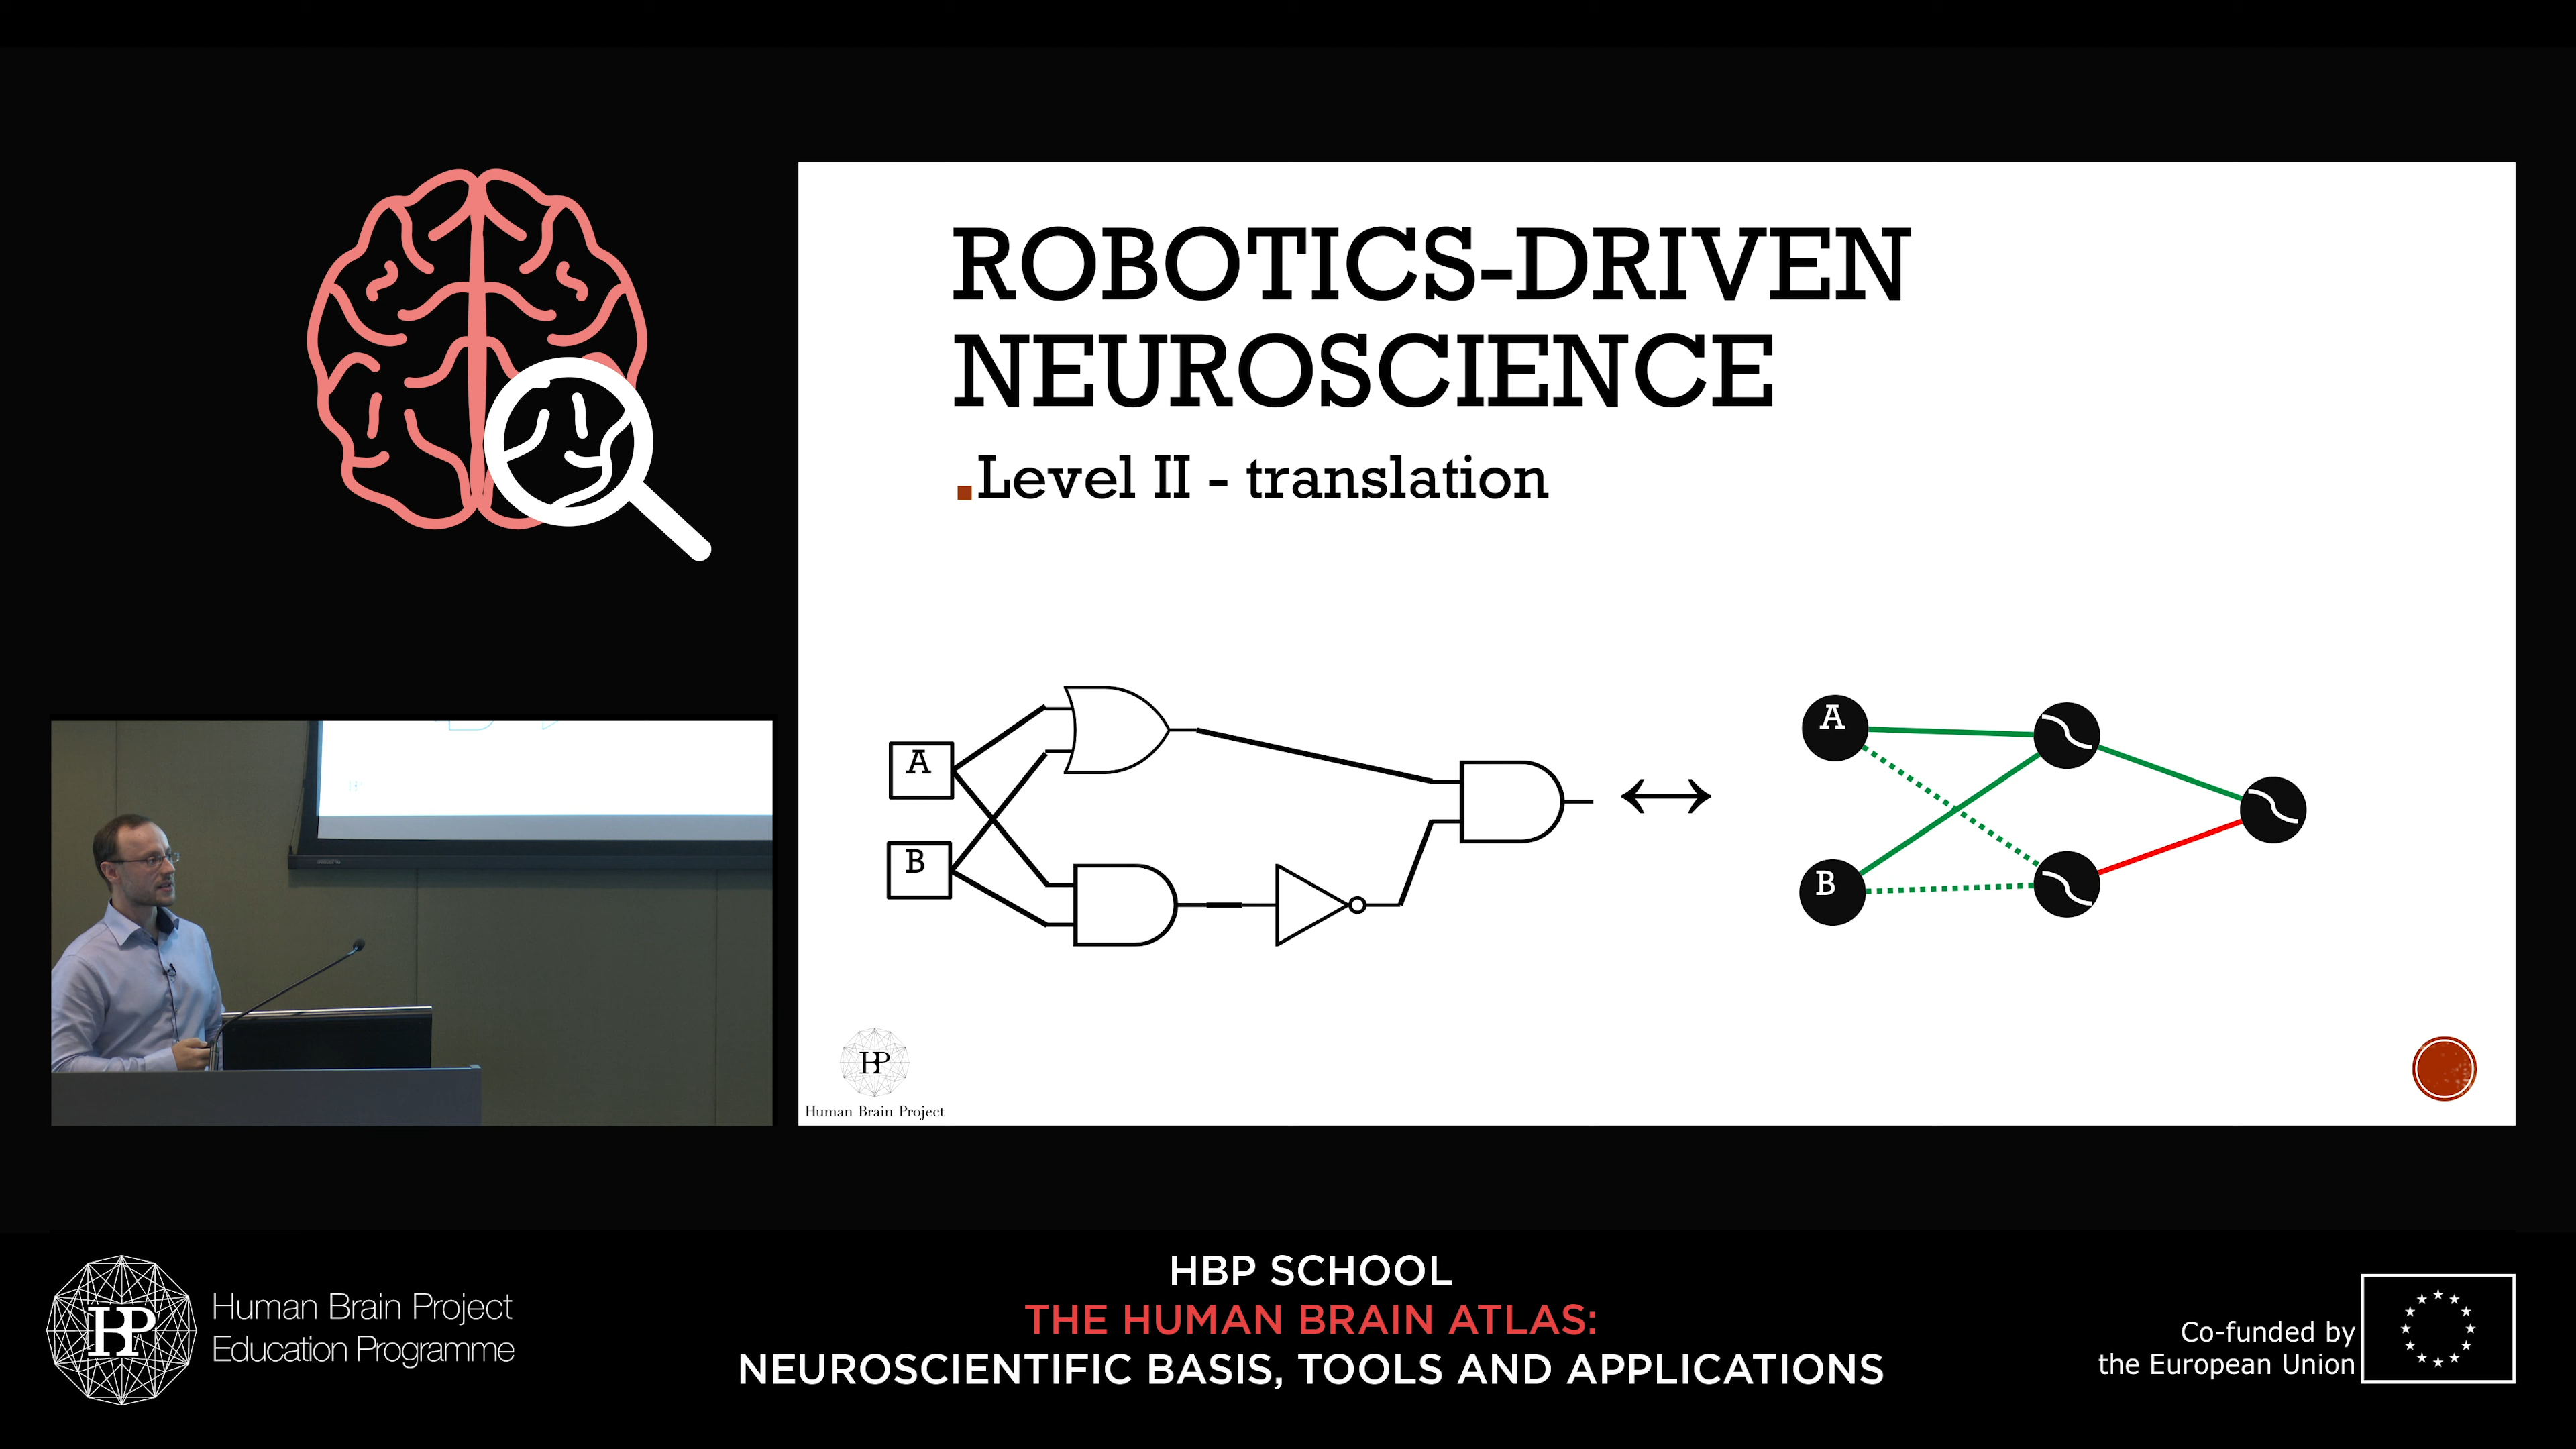 ROBOTICS-DRIVEN
NEUROSCIENCE
Level II - translation
A
B
A
B
HP
Human Brain Project
HBP
Human Brain Project
Education Programme
HBP SCHOOL
THE HUMAN BRAIN ATLAS:
NEUROSCIENTIFIC BASIS, TOOLS AND APPLICATIONS
Co-funded by
the European Union